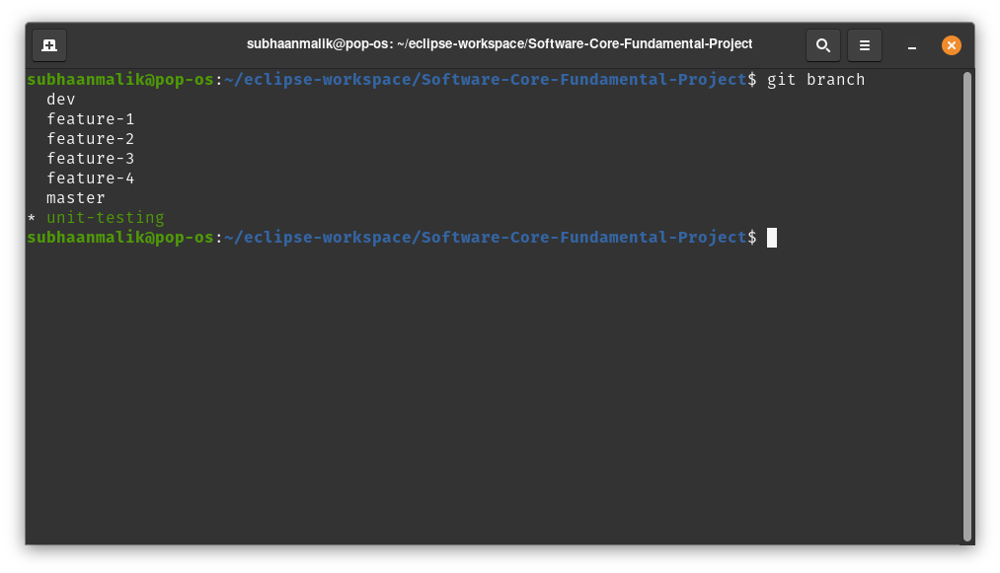 subhaanmalik@pop-os: ~/eclipse-workspace/Software-Core-Fundamental-Project
subhaanmalik@pop-os:~/eclipse-workspace/Software-Core-Fundamental-Project$ git branch
  dev
  feature-1
  feature-2
  feature-3
  feature-4
  master
* unit-testing
subhaanmalik@pop-os:~/eclipse-workspace/Software-Core-Fundamental-Project$